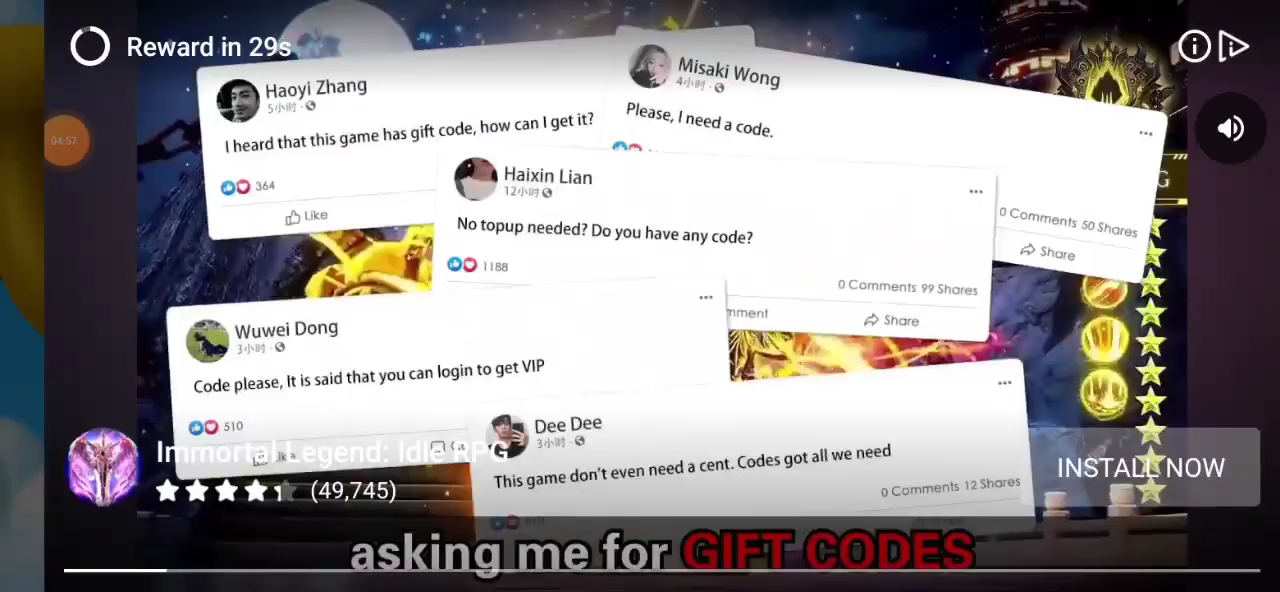 Reward in 29s
04:57
Haoyi Zhang
5小时
I heard that this game has gift code, how can I get it?
364
Like
Misaki Wong
4小时
Please, I need a code.
0 Comments 50 Shares
Share
G
Haixin Lian
12小时
No topup needed? Do you have any code?
1188
0 Comments 99 Shares
mment
Share
Wuwei Dong
3小时
Code please, It is said that you can login to get VIP
510
Dee Dee
3小时
This game don't even need a cent. Codes got all we need
0 Comments 12 Shares
Immortal Legend: Idle RPG
(49,745)
INSTALL NOW
asking me for GIFT CODES